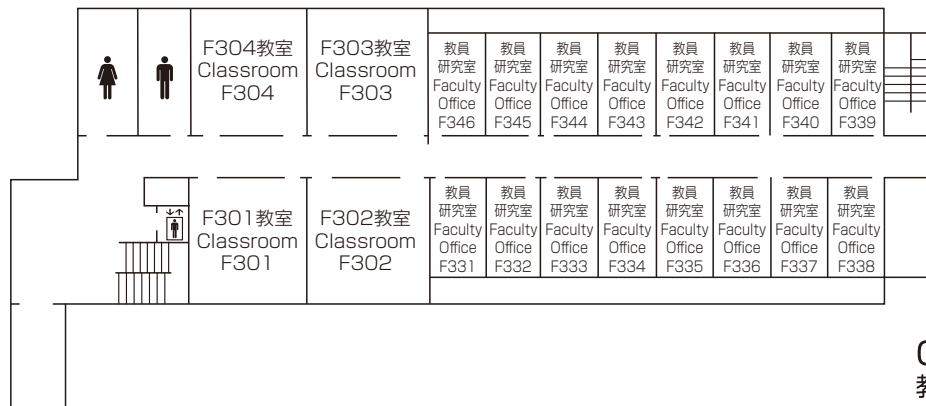 F304教室
Classroom
F304
F303教室
Classroom
F303
教員
研究室
Faculty
Office
F346
教員
研究室
Faculty
Office
F345
教員
研究室
Faculty
Office
F344
教員
研究室
Faculty
Office
F343
教員
研究室
Faculty
Office
F342
教員
研究室
Faculty
Office
F341
教員
研究室
Faculty
Office
F340
教員
研究室
Faculty
Office
F339
F301教室
Classroom
F301
F302教室
Classroom
F302
教員
研究室
Faculty
Office
F331
教員
研究室
Faculty
Office
F332
教員
研究室
Faculty
Office
F333
教員
研究室
Faculty
Office
F334
教員
研究室
Faculty
Office
F335
教員
研究室
Faculty
Office
F336
教員
研究室
Faculty
Office
F337
教員
研究室
Faculty
Office
F338